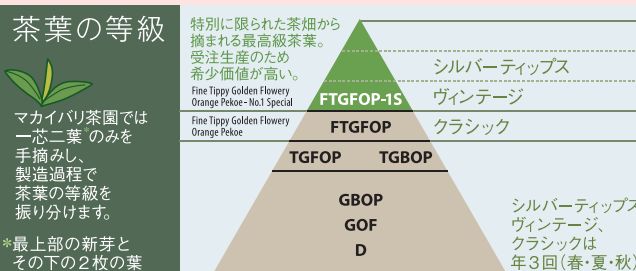 茶葉の等級
マカイバリ茶園では
一芯二葉*のみを
手摘みし、
製造過程で
茶葉の等級を
振り分けます。
*最上部の新芽と
その下の2枚の葉
特別に限られた茶畑から
摘まれる最高級茶葉。
受注生産のため
希少価値が高い。
Fine Tippy Golden Flowery
Orange Pekoe - No.1 Special
Fine Tippy Golden Flowery
Orange Pekoe
FTGFOP-1S
FTGFOP
TGFOP TGBOP
GBOP
GOF
D
シルバーティップス
ヴィンテージ
クラシック
シルバーティップス
ヴィンテージ、
クラシックは
年3回(春・夏・秋)